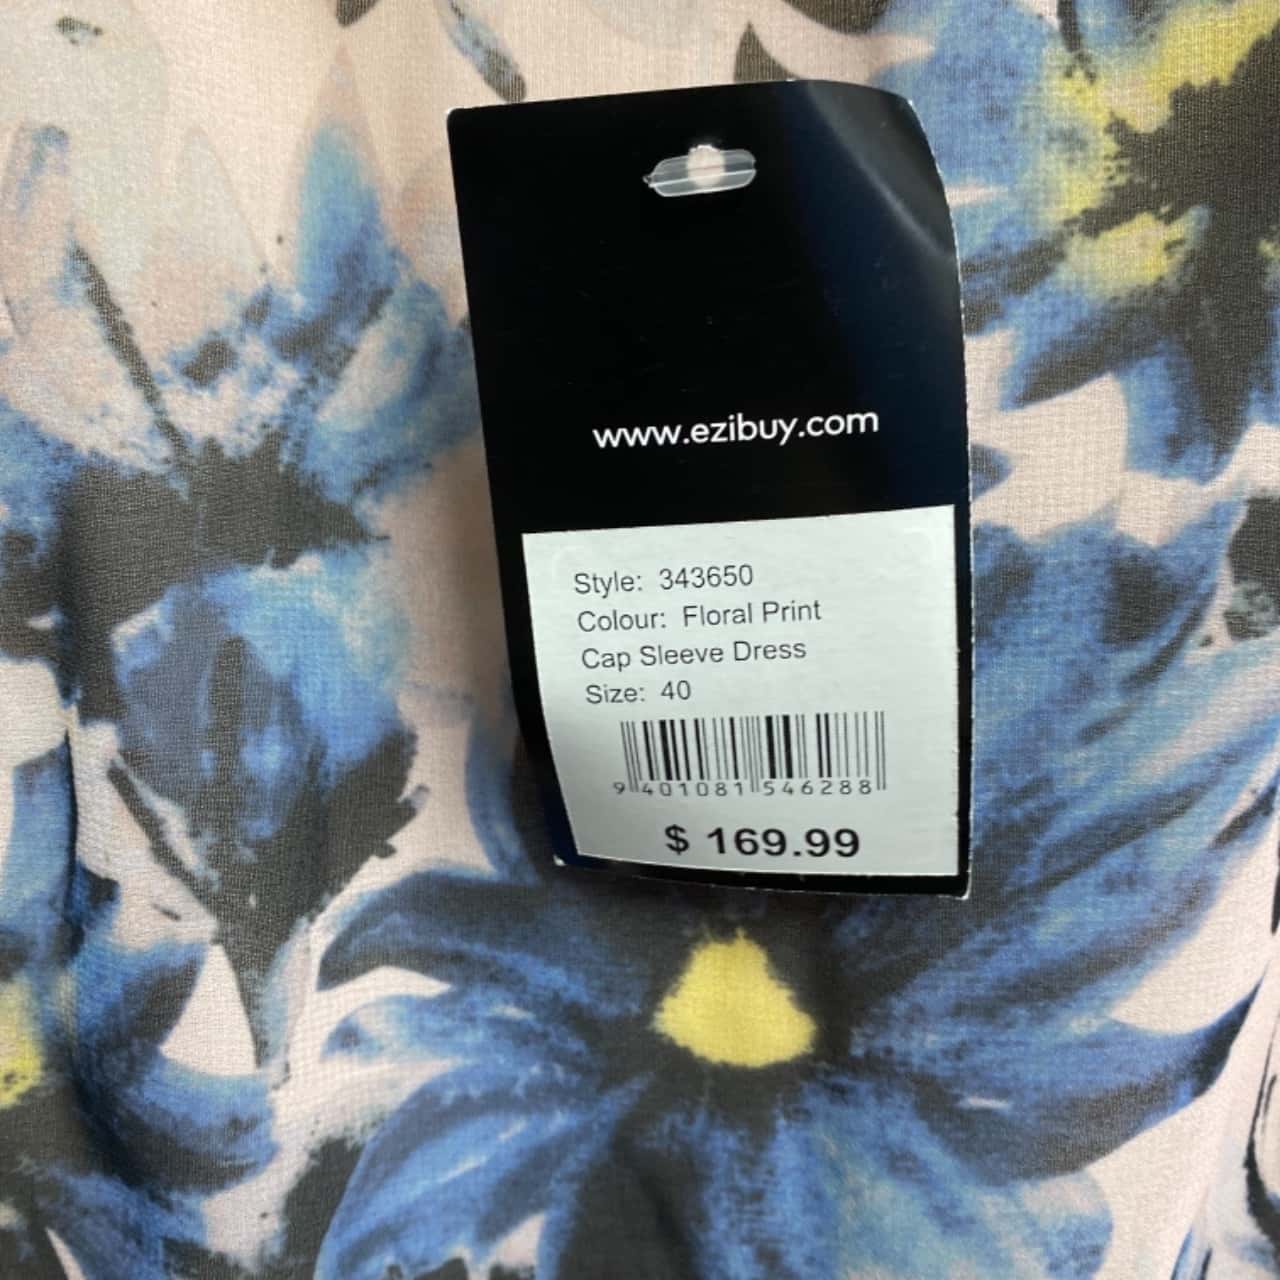 www.ezibuy.com
Style: 343650
Colour: Floral Print
Cap Sleeve Dress
Size: 40
9 401081 546288
$ 169.99